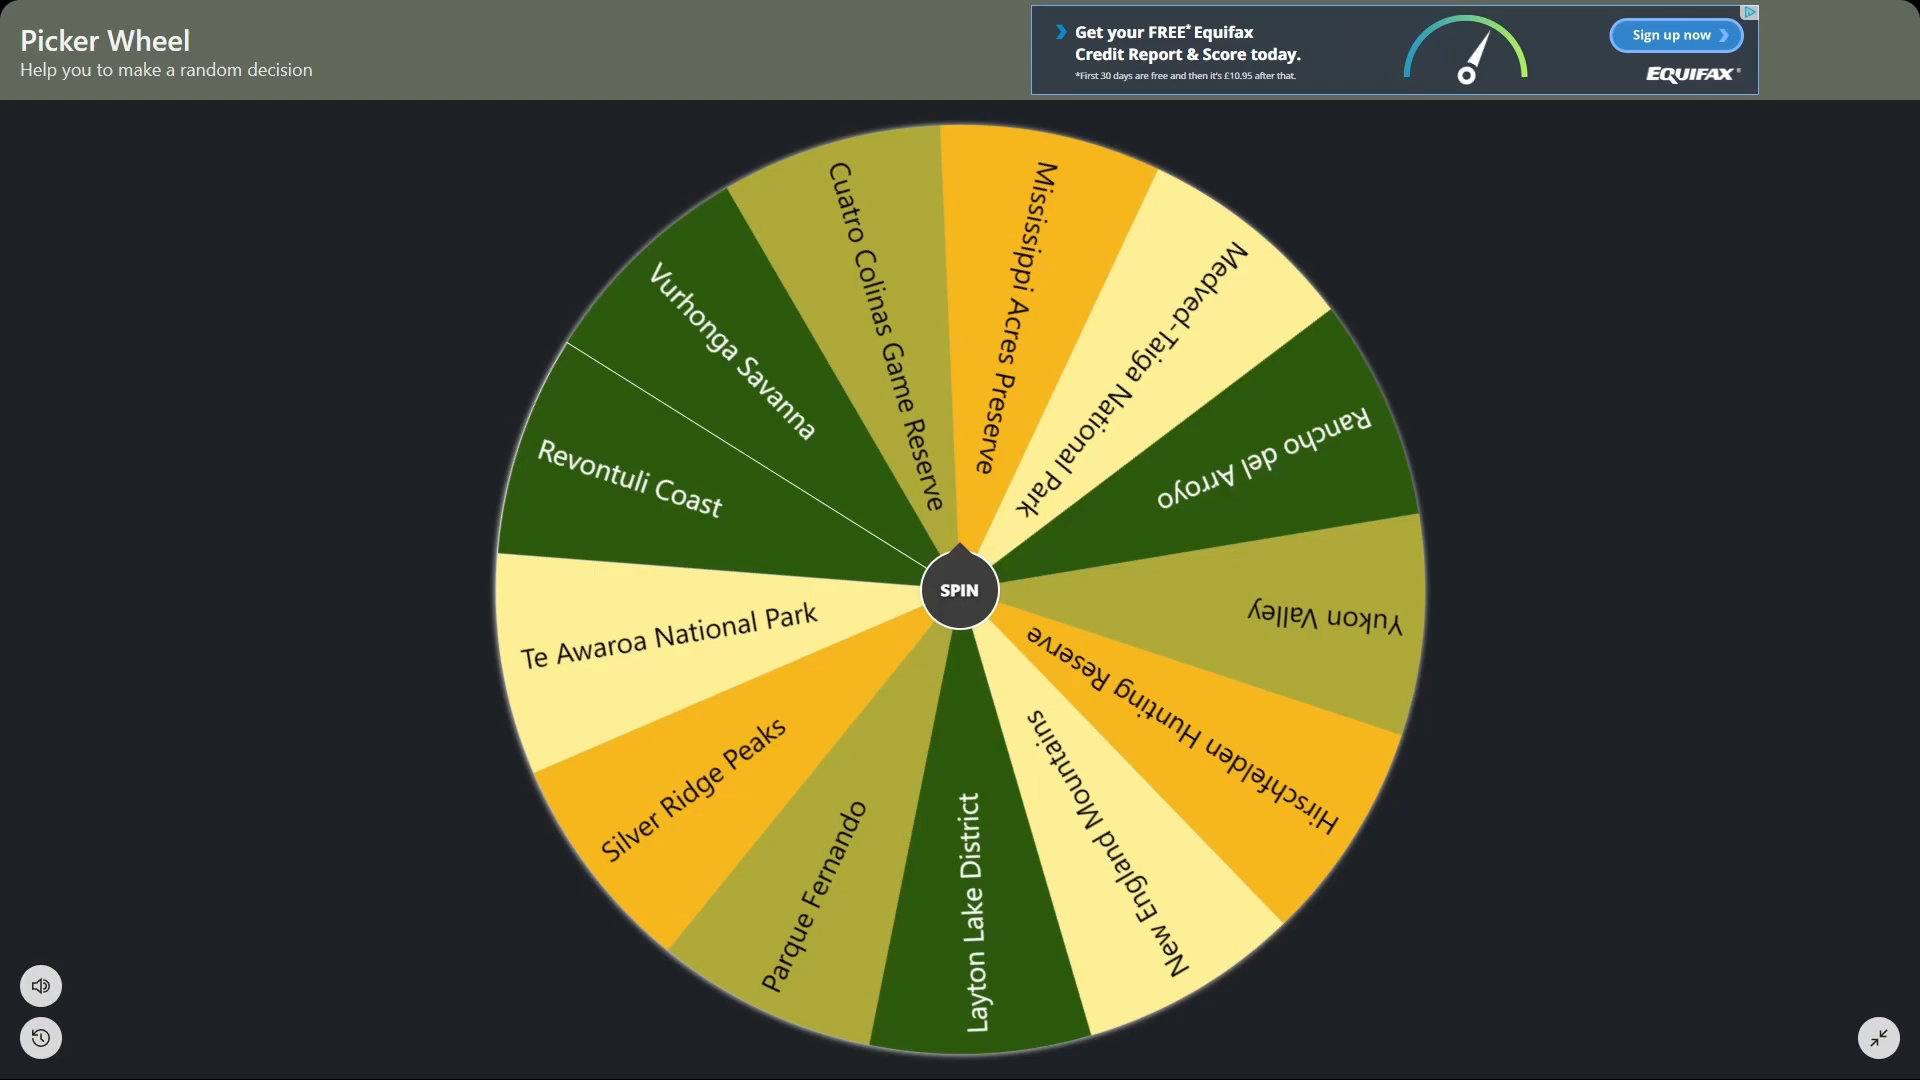 Picker Wheel
Help you to make a random decision
Get your FREE* Equifax
Credit Report & Score today.
*First 30 days are free and then it's £10.95 after that.
Sign up now
EQUIFAX
Mississippi Acres Preserve
Medved-Taiga National Park
Rancho del Arroyo
Yukon Valley
Hirschfelden Hunting Reserve
New England Mountains
Layton Lake District
Parque Fernando
Silver Ridge Peaks
Te Awaroa National Park
Revontuli Coast
Vurhonga Savanna
Cuatro Colinas Game Reserve
SPIN